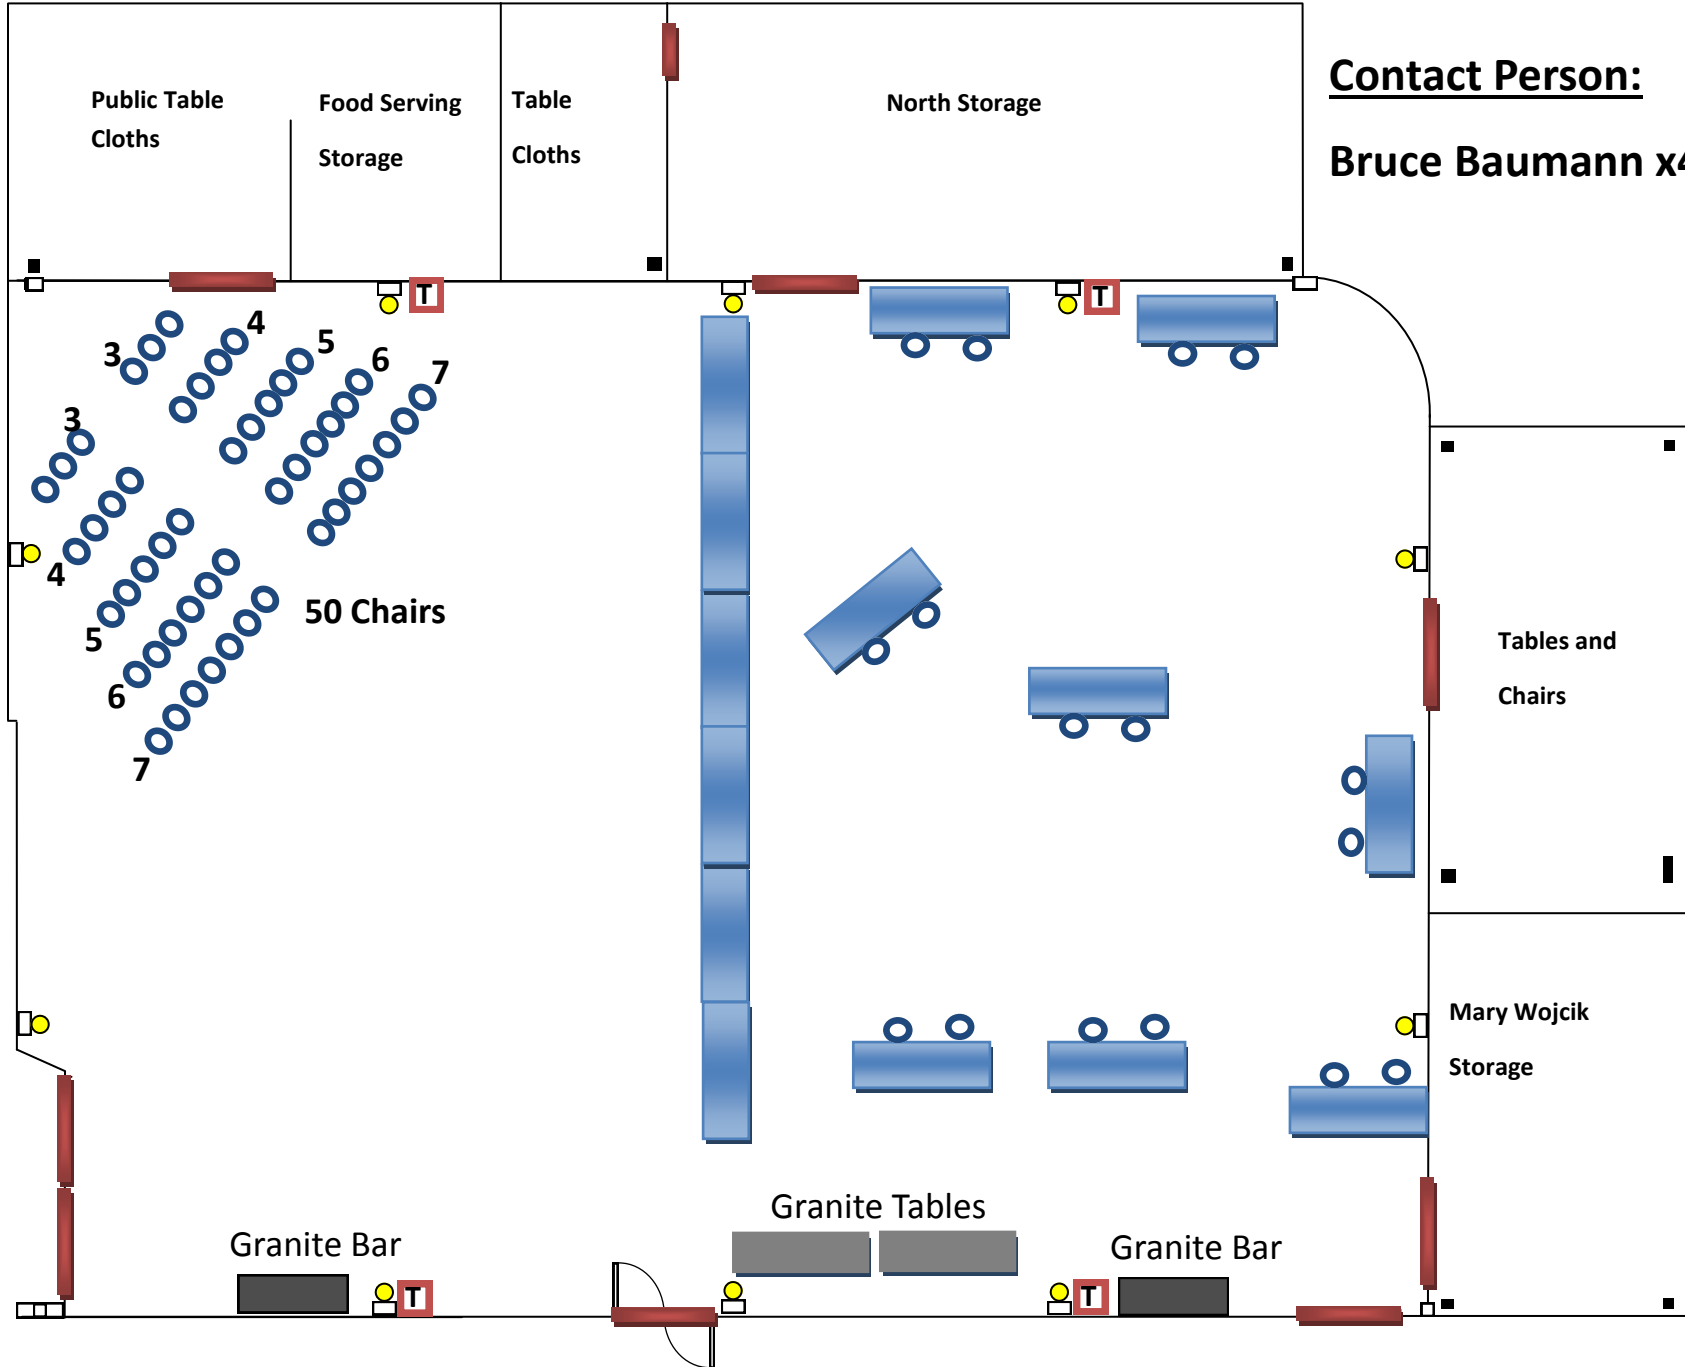 Public Table
Cloths
Food Serving
Storage
Table
Cloths
North Storage
Contact Person:
Bruce Baumann x4
T
T
3
4
5
6
7
3
4
5
6
7
50 Chairs
Tables and
Chairs
Mary Wojcik
Storage
Granite Tables
Granite Bar
Granite Bar
T
T